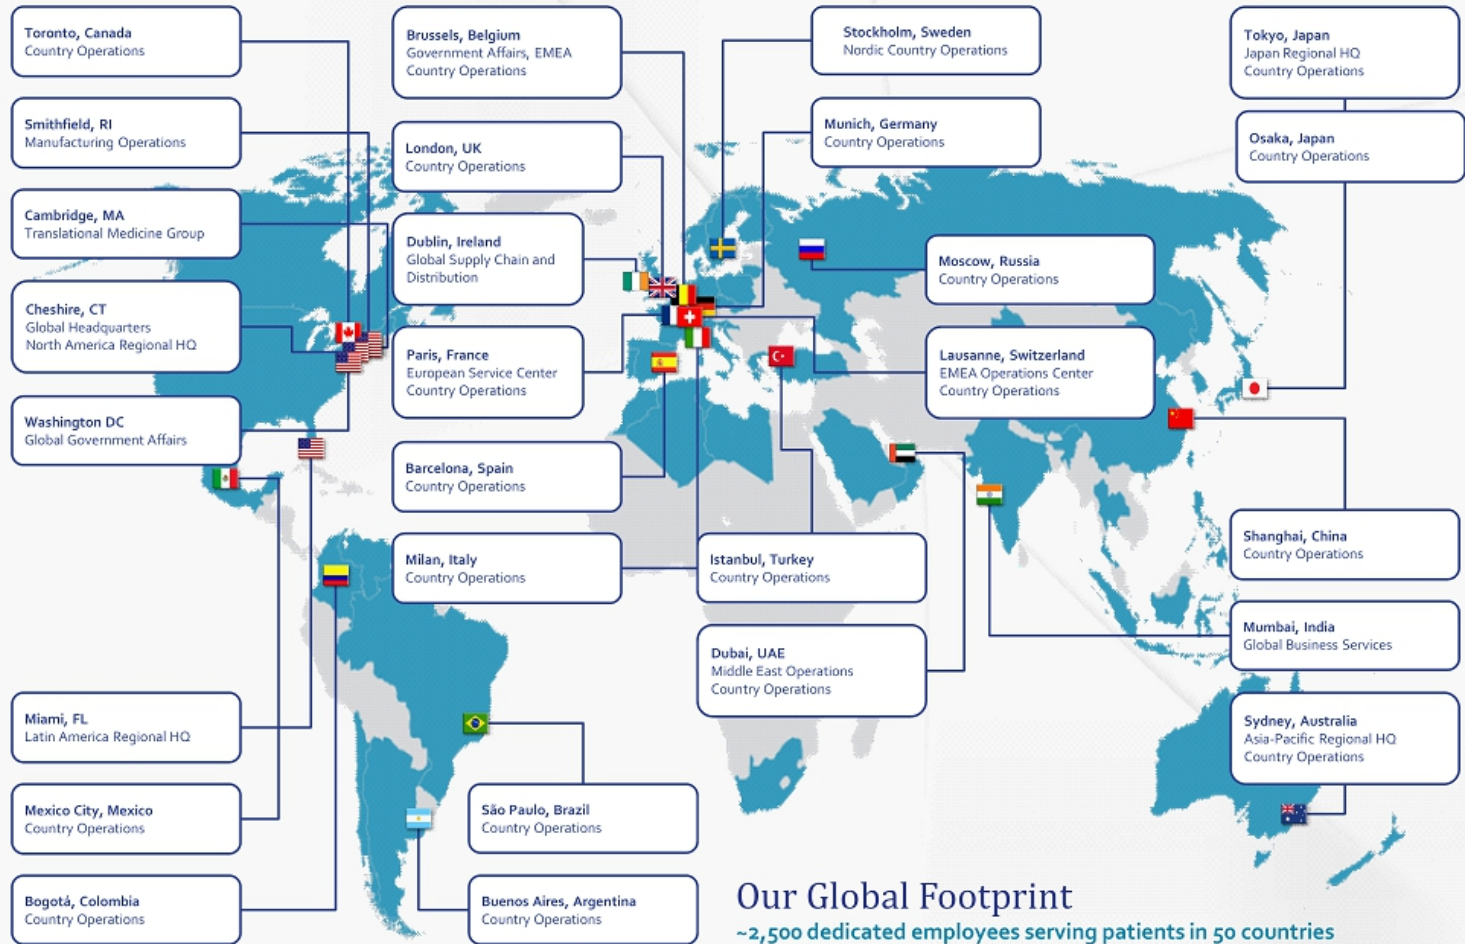 Toronto, Canada
Country Operations
Smithfield, RI
Manufacturing Operations
Cambridge, MA
Translational Medicine Group
Cheshire, CT
Global Headquarters
North America Regional HQ
Washington DC
Global Government Affairs
Miami, FL
Latin America Regional HQ
Mexico City, Mexico
Country Operations
Bogotá, Colombia
Country Operations
Brussels, Belgium
Government Affairs, EMEA
Country Operations
London, UK
Country Operations
Dublin, Ireland
Global Supply Chain and
Distribution
Paris, France
European Service Center
Country Operations
Barcelona, Spain
Country Operations
Milan, Italy
Country Operations
São Paulo, Brazil
Country Operations
Buenos Aires, Argentina
Country Operations
Stockholm, Sweden
Nordic Country Operations
Munich, Germany
Country Operations
Moscow, Russia
Country Operations
Lausanne, Switzerland
EMEA Operations Center
Country Operations
Istanbul, Turkey
Country Operations
Dubai, UAE
Middle East Operations
Country Operations
Tokyo, Japan
Japan Regional HQ
Country Operations
Osaka, Japan
Country Operations
Shanghai, China
Country Operations
Mumbai, India
Global Business Services
Sydney, Australia
Asia-Pacific Regional HQ
Country Operations
Our Global Footprint
~2,500 dedicated employees serving patients in 50 countries